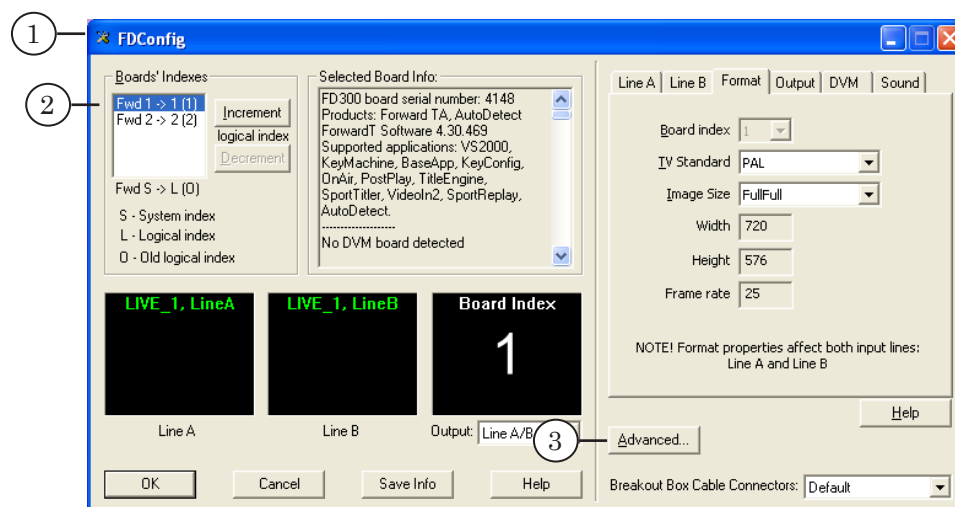 1
FDConfig
2
Boards' Indexes
Fwd 1 -> 1 (1)
Fwd 2 -> 2 (2)
Increment
logical index
Decrement
Fwd S -> L (O)
S - System index
L - Logical index
O - Old logical index
Selected Board Info:
FD300 board serial number: 4148
Products: Forward TA, AutoDetect
ForwardT Software 4.30.469
Supported applications: VS2000,
KeyMachine, BaseApp, KeyConfig,
OnAir, PostPlay, TitleEngine,
SportTitler, VideoIn2, SportReplay,
AutoDetect.
--------------------
No DVM board detected
LIVE_1, LineA
LIVE_1, LineB
Board Index
1
Line A
Line B
Output: Line A/B
OK
Cancel
Save Info
Help
Line A Line B Format Output DVM Sound
Board index 1
TV Standard PAL
Image Size FullFull
Width 720
Height 576
Frame rate 25
NOTE! Format properties affect both input lines:
Line A and Line B
Help
3
Advanced...
Breakout Box Cable Connectors: Default